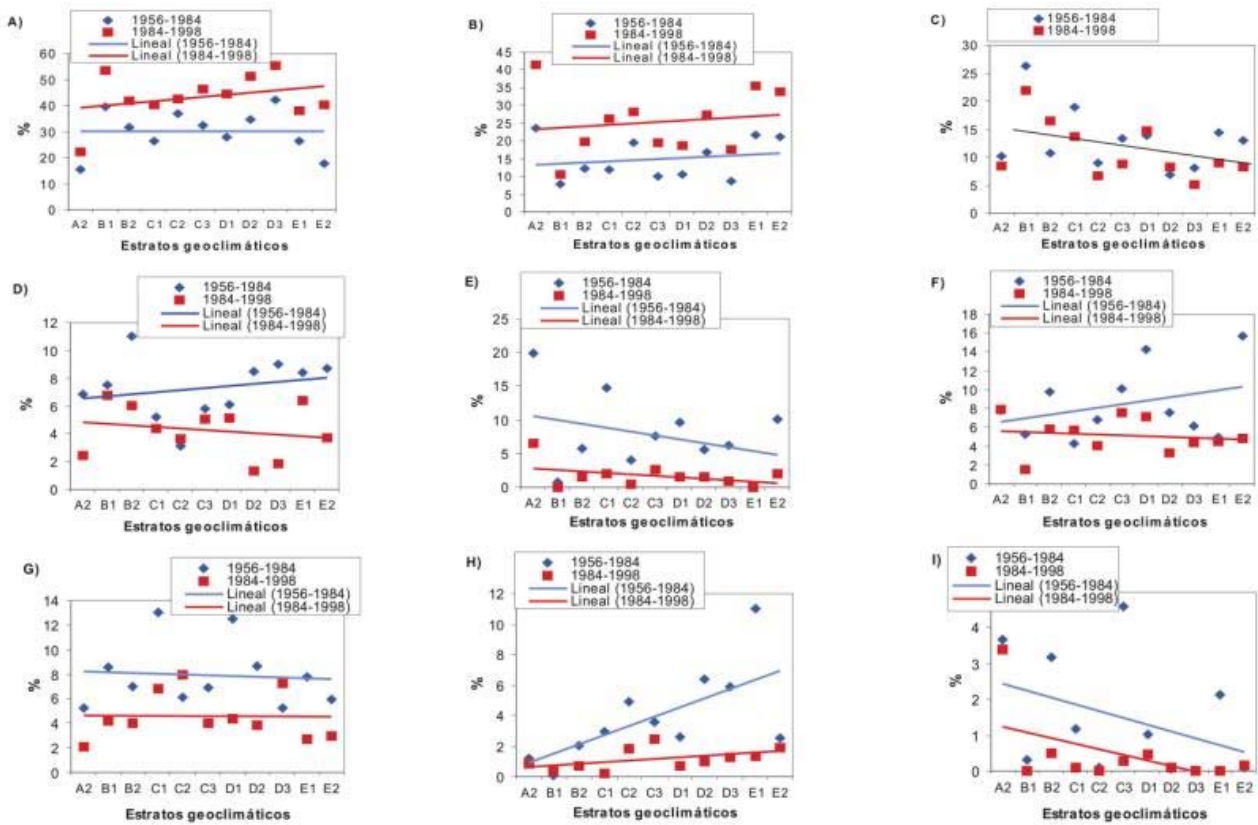 A)
1956-1984
1984-1998
Lineal (1956-1984)
Lineal (1984-1998)
60
50
40
30
20
10
0
%
A2 B1 B2 C1 C2 C3 D1 D2 D3 E1 E2
Estratos geoclimáticos
B)
1956-1984
1984-1998
Lineal (1956-1984)
Lineal (1984-1998)
45
40
35
30
25
20
15
10
5
0
%
A2 B1 B2 C1 C2 C3 D1 D2 D3 E1 E2
Estratos geoclimáticos
C)
1956-1984
1984-1998
30
25
20
15
10
5
0
%
A2 B1 B2 C1 C2 C3 D1 D2 D3 E1 E2
Estratos geoclimáticos
D)
1956-1984
1984-1998
Lineal (1956-1984)
Lineal (1984-1998)
12
10
8
6
4
2
0
%
A2 B1 B2 C1 C2 C3 D1 D2 D3 E1 E2
Estratos geoclimáticos
E)
1956-1984
1984-1998
Lineal (1956-1984)
Lineal (1984-1998)
25
20
15
10
5
0
%
A2 B1 B2 C1 C2 C3 D1 D2 D3 E1 E2
Estratos geoclimáticos
F)
1956-1984
1984-1998
Lineal (1956-1984)
Lineal (1984-1998)
18
16
14
12
10
8
6
4
2
0
%
A2 B1 B2 C1 C2 C3 D1 D2 D3 E1 E2
Estratos geoclimáticos
G)
1956-1984
1984-1998
Lineal (1956-1984)
Lineal (1984-1998)
14
12
10
8
6
4
2
0
%
A2 B1 B2 C1 C2 C3 D1 D2 D3 E1 E2
Estratos geoclimáticos
H)
1956-1984
1984-1998
Lineal (1956-1984)
Lineal (1984-1998)
12
10
8
6
4
2
0
%
A2 B1 B2 C1 C2 C3 D1 D2 D3 E1 E2
Estratos geoclimáticos
I)
1956-1984
1984-1998
Lineal (1956-1984)
Lineal (1984-1998)
5
4
3
2
1
0
%
A2 B1 B2 C1 C2 C3 D1 D2 D3 E1 E2
Estratos geoclimáticos